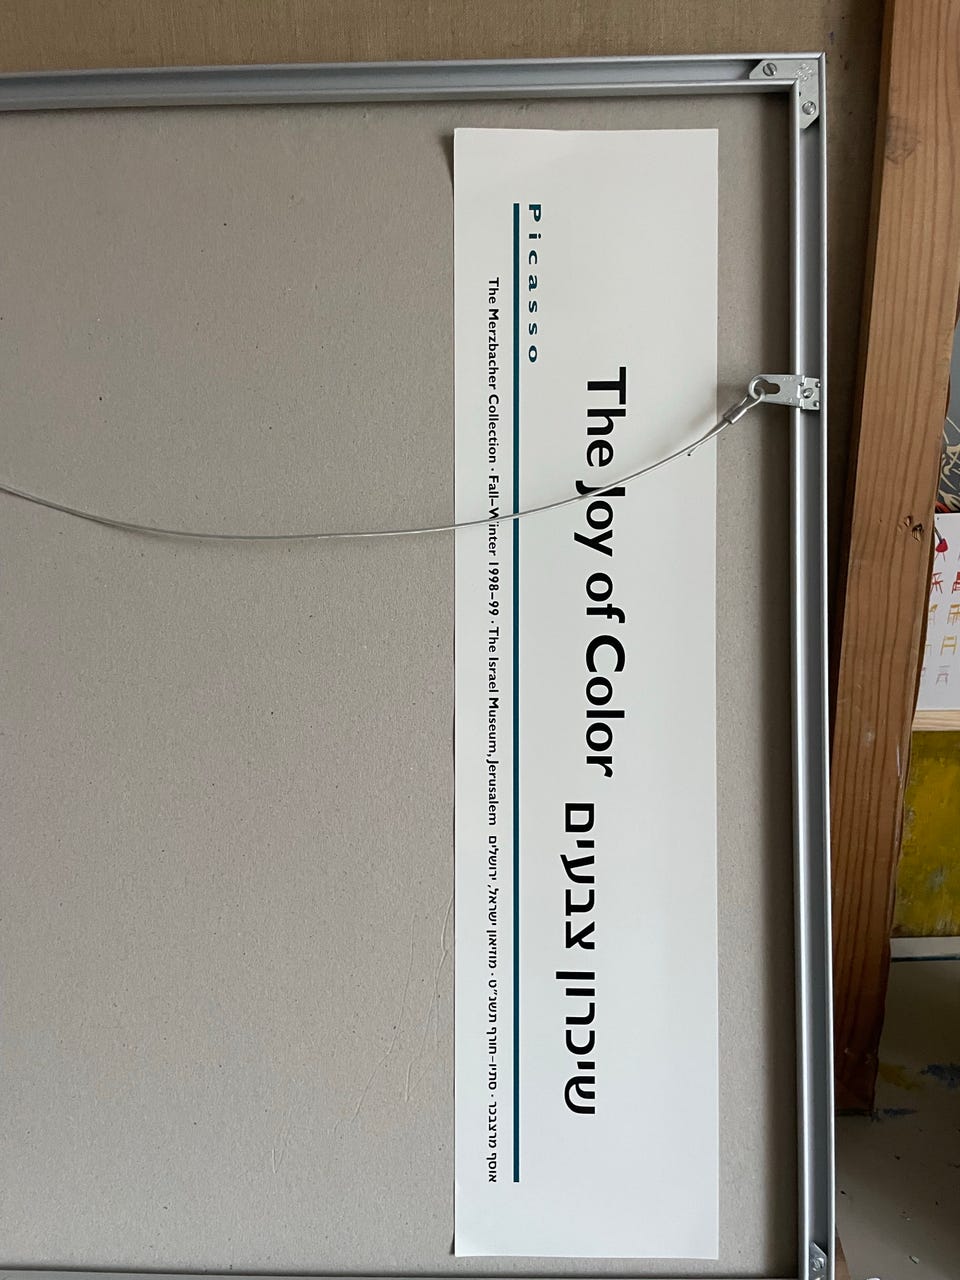 The Joy of Color שיכרון צבעים
Picasso
The Merzbacher Collection · Fall–Winter 1998–99 · The Israel Museum, Jerusalem אוסף מרצבכר · סתיו-חורף תשנ"ט · מוזיאון ישראל, ירושלים